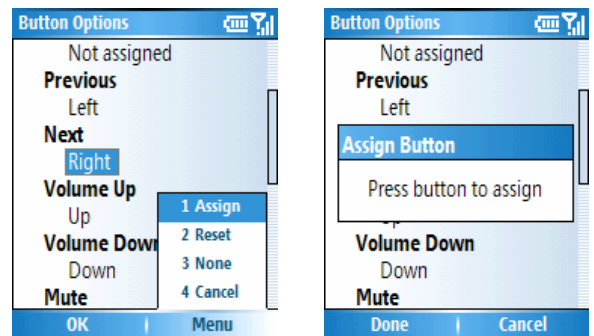 Button Options
Not assigned
Previous
Left
Next
Right
Volume Up
Up
Volume Down
Down
Mute
1 Assign
2 Reset
3 None
4 Cancel
OK
Menu
Button Options
Not assigned
Previous
Left
Assign Button
Press button to assign
Up
Volume Down
Down
Mute
Done
Cancel